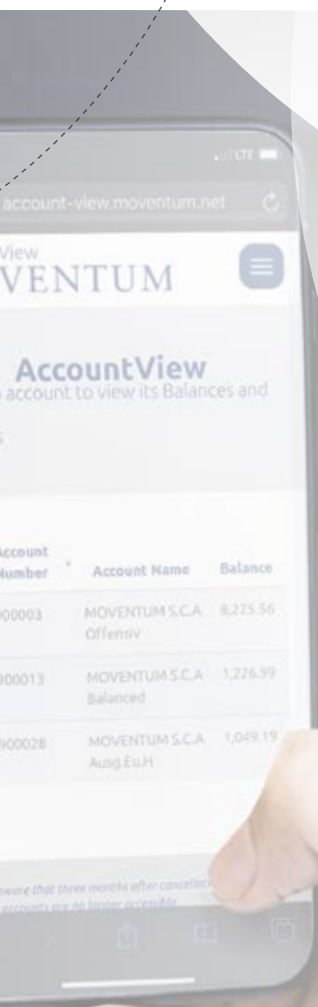 LTE
account-view.moventum.net
View
VENTUM
AccountView
account to view its Balances and
Account
Number Account Name Balance
900003 MOVENTUM S.C.A 8,225.56
Offensiv
900013 MOVENTUM S.C.A 1,226.99
Balanced
900028 MOVENTUM S.C.A 1,049.19
Ausg.Eu.H
aware that three months after
accounts are no longer accessible